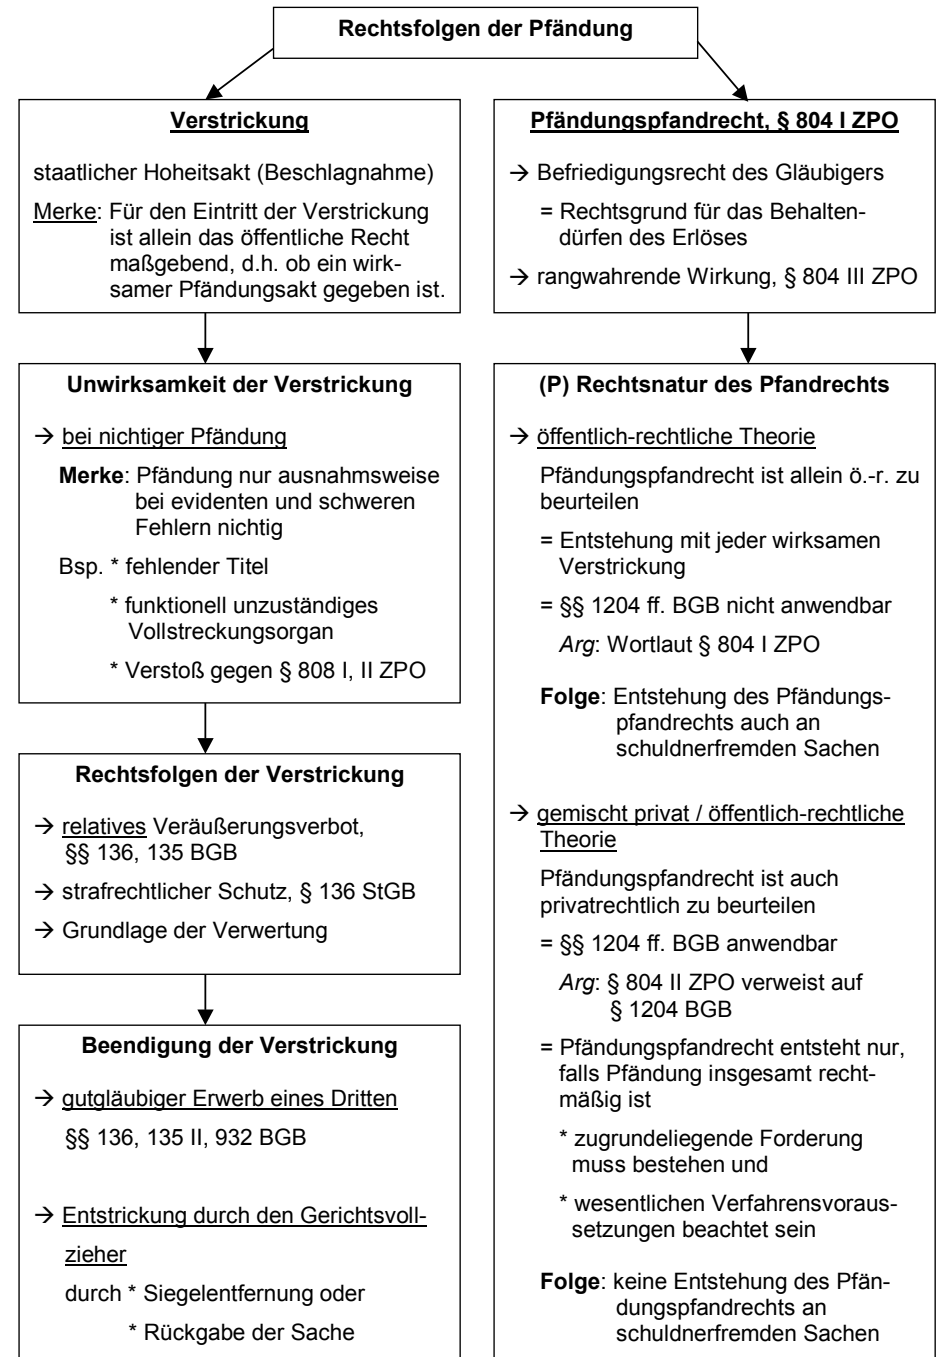 Rechtsfolgen der Pfändung
Verstrickung
staatlicher Hoheitsakt (Beschlagnahme)
Merke: Für den Eintritt der Verstrickung
ist allein das öffentliche Recht
maßgebend, d.h. ob ein wirk-
samer Pfändungsakt gegeben ist.
Unwirksamkeit der Verstrickung
→ bei nichtiger Pfändung
Merke: Pfändung nur ausnahmsweise
bei evidenten und schweren
Fehlern nichtig
Bsp. * fehlender Titel
* funktionell unzuständiges
Vollstreckungsorgan
* Verstoß gegen § 808 I, II ZPO
Rechtsfolgen der Verstrickung
→ relatives Veräußerungsverbot,
§§ 136, 135 BGB
→ strafrechtlicher Schutz, § 136 StGB
→ Grundlage der Verwertung
Beendigung der Verstrickung
→ gutgläubiger Erwerb eines Dritten
§§ 136, 135 II, 932 BGB
→ Entstrickung durch den Gerichtsvoll-
zieher
durch * Siegelentfernung oder
* Rückgabe der Sache
Pfändungspfandrecht, § 804 I ZPO
→ Befriedigungsrecht des Gläubigers
= Rechtsgrund für das Behalten-
dürfen des Erlöses
→ rangwahrende Wirkung, § 804 III ZPO
(P) Rechtsnatur des Pfandrechts
→ öffentlich-rechtliche Theorie
Pfändungspfandrecht ist allein ö.-r. zu
beurteilen
= Entstehung mit jeder wirksamen
Verstrickung
= §§ 1204 ff. BGB nicht anwendbar
Arg: Wortlaut § 804 I ZPO
Folge: Entstehung des Pfändungs-
pfandrechts auch an
schuldnerfremden Sachen
→ gemischt privat / öffentlich-rechtliche
Theorie
Pfändungspfandrecht ist auch
privatrechtlich zu beurteilen
= §§ 1204 ff. BGB anwendbar
Arg: § 804 II ZPO verweist auf
§ 1204 BGB
= Pfändungspfandrecht entsteht nur,
falls Pfändung insgesamt recht-
mäßig ist
* zugrundeliegende Forderung
muss bestehen und
* wesentlichen Verfahrensvoraus-
setzungen beachtet sein
Folge: keine Entstehung des Pfän-
dungspfandrechts an
schuldnerfremden Sachen